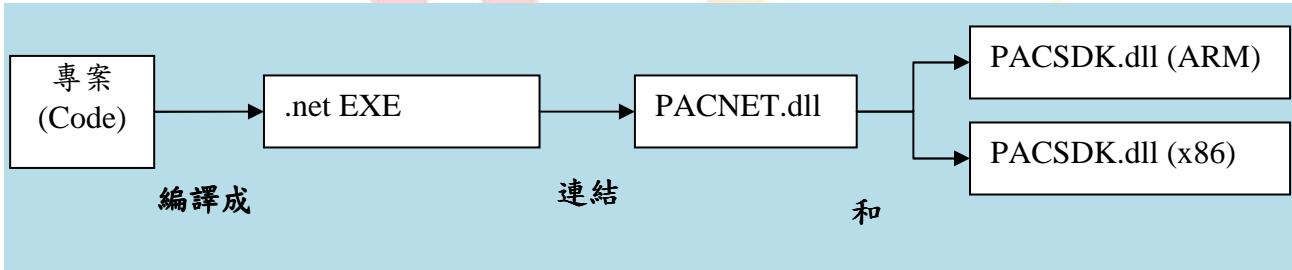 專案
(Code)
.net EXE
PACNET.dll
PACSDK.dll (ARM)
PACSDK.dll (x86)
編譯成
連結
和